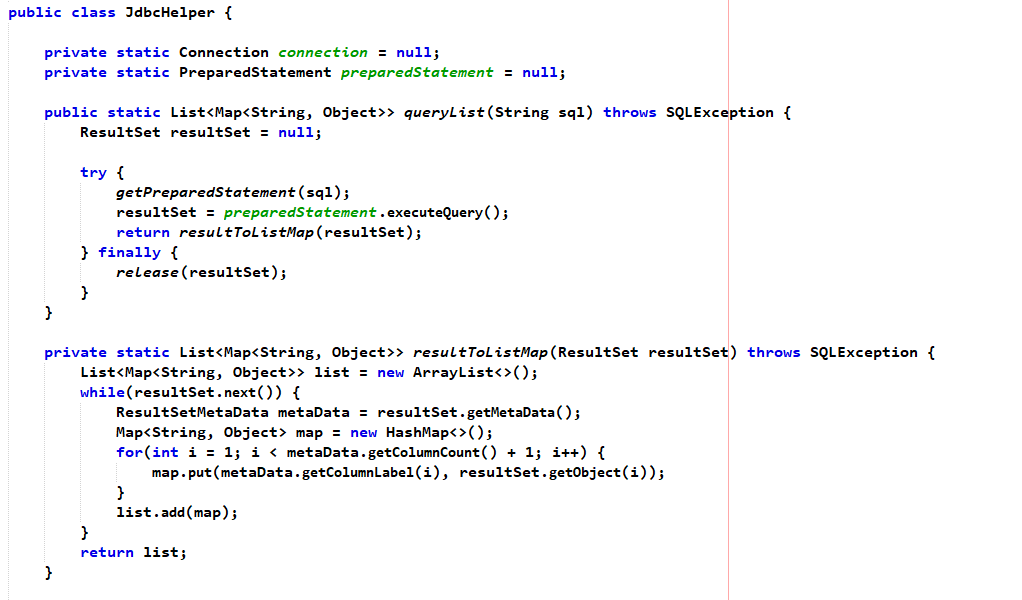 public class JdbcHelper {
private static Connection connection = null;
private static PreparedStatement preparedStatement = null;
public static List<Map<String, Object>> queryList(String sql) throws SQLException {
ResultSet resultSet = null;
try {
getPreparedStatement(sql);
resultSet = preparedStatement.executeQuery();
return resultToListMap(resultSet);
} finally {
release(resultSet);
}
}
private static List<Map<String, Object>> resultToListMap(ResultSet resultSet) throws SQLException {
List<Map<String, Object>> list = new ArrayList<>();
while(resultSet.next()) {
ResultSetMetaData metaData = resultSet.getMetaData();
Map<String, Object> map = new HashMap<>();
for(int i = 1; i < metaData.getColumnCount() + 1; i++) {
map.put(metaData.getColumnLabel(i), resultSet.getObject(i));
}
list.add(map);
}
return list;
}